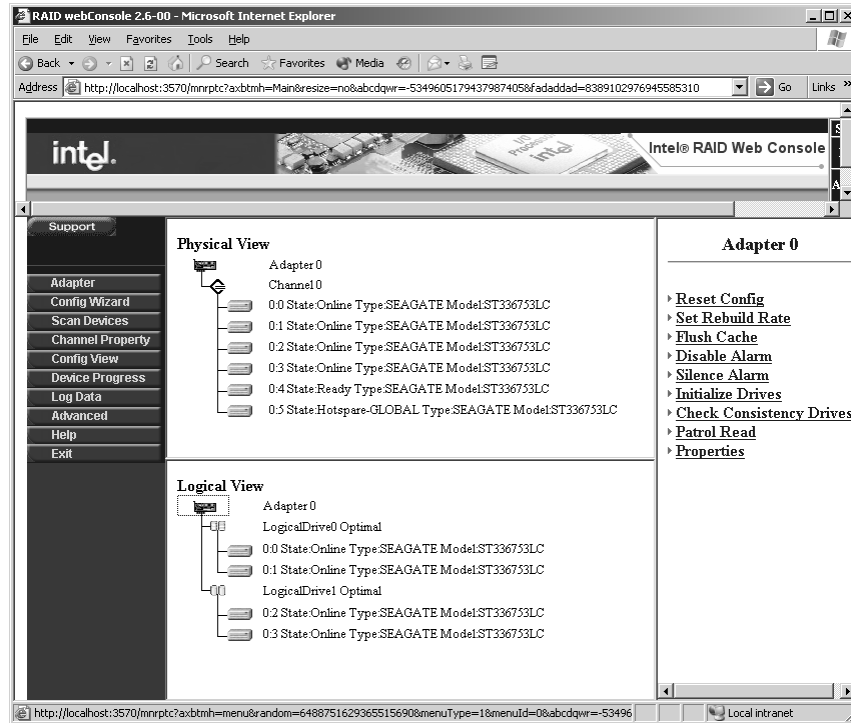 RAID webConsole 2.6-00 - Microsoft Internet Explorer
File Edit View Favorites Tools Help
Back Search Favorites Media
Address http://localhost:3570/mnrptc?axbtmh=Main&resize=no&abcdqwr=-5349605179437987405&fadaddad=8389102976945585310 Go Links »
intel.
I/O Processor
intel
Intel® RAID Web Console
S
A
Support
Adapter
Config Wizard
Scan Devices
Channel Property
Config View
Device Progress
Log Data
Advanced
Help
Exit
Physical View
Adapter 0
Channel 0
0:0 State:Online Type:SEAGATE Model:ST336753LC
0:1 State:Online Type:SEAGATE Model:ST336753LC
0:2 State:Online Type:SEAGATE Model:ST336753LC
0:3 State:Online Type:SEAGATE Model:ST336753LC
0:4 State:Ready Type:SEAGATE Model:ST336753LC
0:5 State:Hotspare-GLOBAL Type:SEAGATE Model:ST336753LC
Logical View
Adapter 0
LogicalDrive0 Optimal
0:0 State:Online Type:SEAGATE Model:ST336753LC
0:1 State:Online Type:SEAGATE Model:ST336753LC
LogicalDrive1 Optimal
0:2 State:Online Type:SEAGATE Model:ST336753LC
0:3 State:Online Type:SEAGATE Model:ST336753LC
Adapter 0
Reset Config
Set Rebuild Rate
Flush Cache
Disable Alarm
Silence Alarm
Initialize Drives
Check Consistency Drives
Patrol Read
Properties
http://localhost:3570/mnrptc?axbtmh=menu&random=6488751629365515690&menuType=1&menuId=0&abcdqwr=-53496 Local intranet